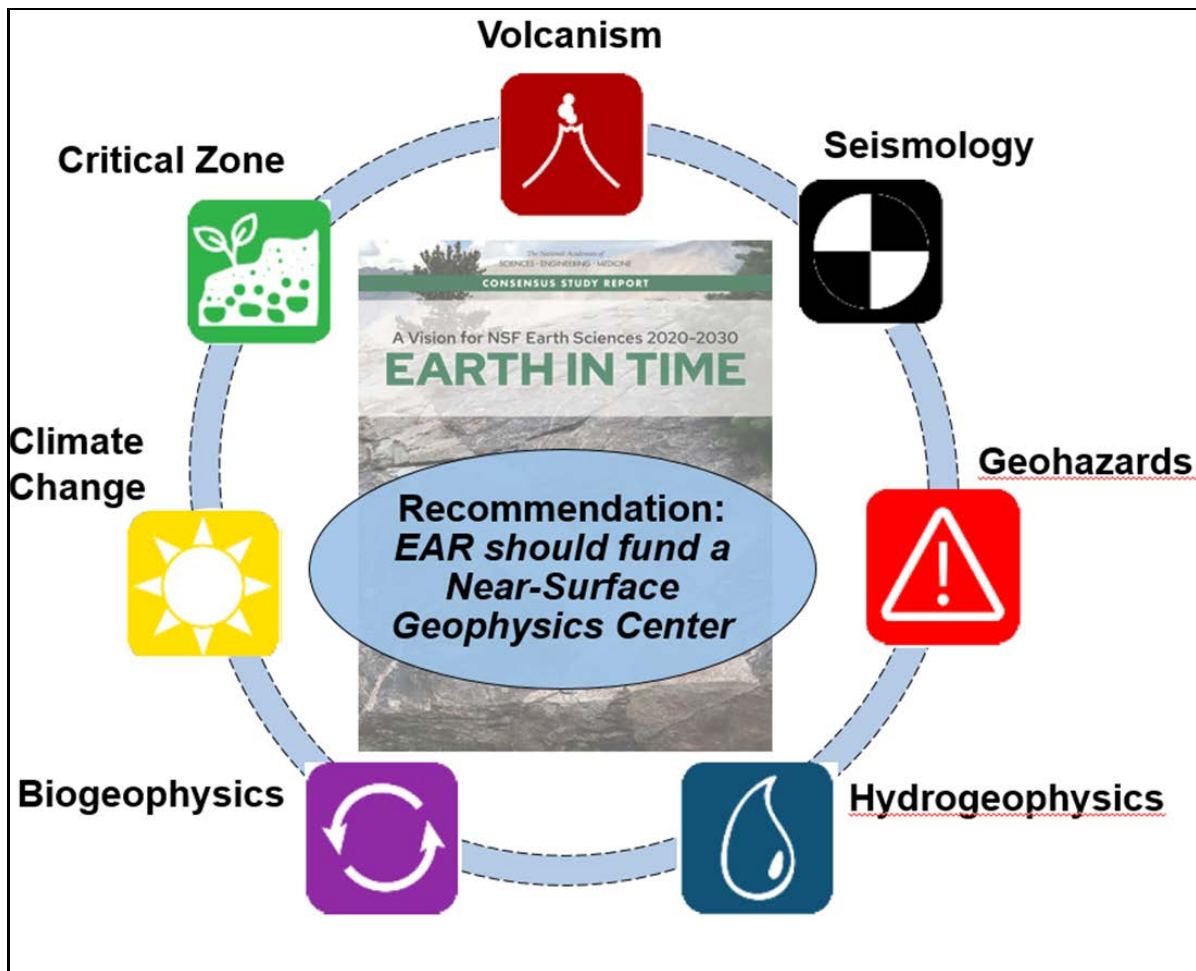 Volcanism
Critical Zone
Seismology
The National Academies of
SCIENCES • ENGINEERING • MEDICINE
CONSENSUS STUDY REPORT
A Vision for NSF Earth Sciences 2020–2030
EARTH IN TIME
Climate
Change
Geohazards
Recommendation:
EAR should fund a
Near-Surface
Geophysics Center
Biogeophysics
Hydrogeophysics